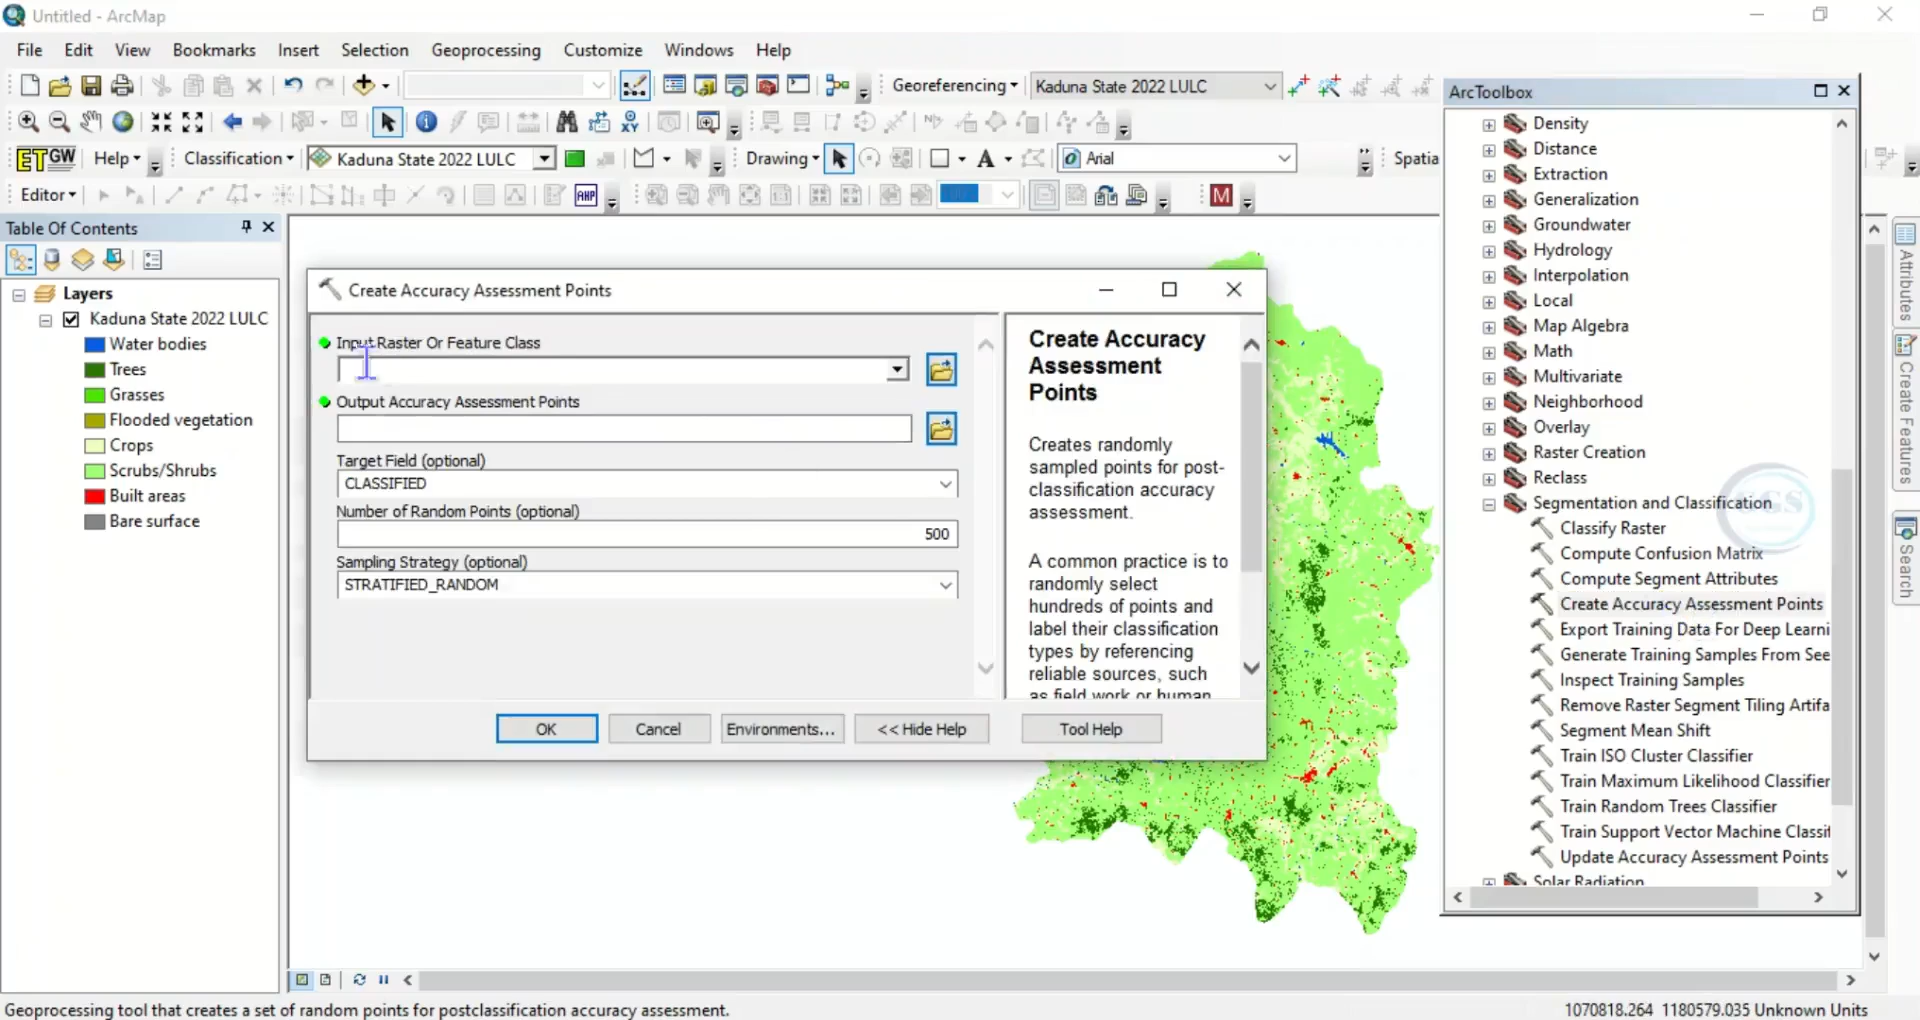 Untitled - ArcMap
File Edit View Bookmarks Insert Selection Geoprocessing Customize Windows Help
Georeferencing Kaduna State 2022 LULC
ETGW Help Classification Kaduna State 2022 LULC Drawing A Arial Spatia
Editor AHP M
Table Of Contents
Layers
Kaduna State 2022 LULC
Water bodies
Trees
Grasses
Flooded vegetation
Crops
Scrubs/Shrubs
Built areas
Bare surface
Create Accuracy Assessment Points
Input Raster Or Feature Class
Output Accuracy Assessment Points
Target Field (optional)
CLASSIFIED
Number of Random Points (optional)
500
Sampling Strategy (optional)
STRATIFIED_RANDOM
Create Accuracy
Assessment
Points
Creates randomly
sampled points for post-
classification accuracy
assessment.
A common practice is to
randomly select
hundreds of points and
label their classification
types by referencing
reliable sources, such
as field work or human
OK Cancel Environments... << Hide Help Tool Help
ArcToolbox
Density
Distance
Extraction
Generalization
Groundwater
Hydrology
Interpolation
Local
Map Algebra
Math
Multivariate
Neighborhood
Overlay
Raster Creation
Reclass
Segmentation and Classification
Classify Raster
Compute Confusion Matrix
Compute Segment Attributes
Create Accuracy Assessment Points
Export Training Data For Deep Learni
Generate Training Samples From See
Inspect Training Samples
Remove Raster Segment Tiling Artifa
Segment Mean Shift
Train ISO Cluster Classifier
Train Maximum Likelihood Classifier
Train Random Trees Classifier
Train Support Vector Machine Classif
Update Accuracy Assessment Points
Solar Radiation
Attributes
Create Features
Search
Geoprocessing tool that creates a set of random points for postclassification accuracy assessment.
1070818.264 1180579.035 Unknown Units